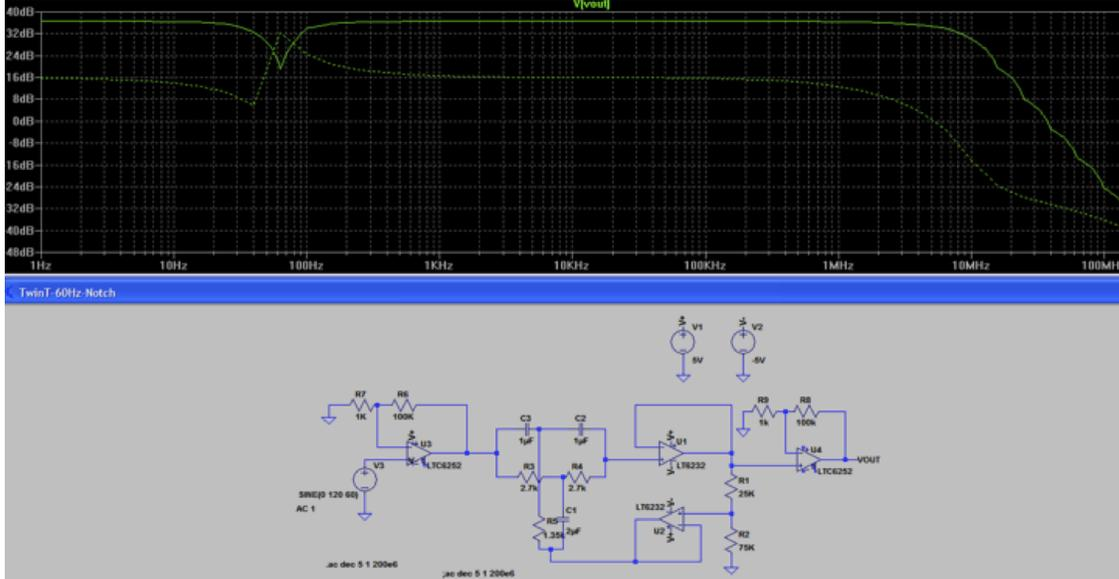 V[vout]
40dB
32dB
24dB
16dB
8dB
0dB
-8dB
16dB
24dB
32dB
40dB
48dB
1Hz 10Hz 100Hz 1KHz 10KHz 100KHz 1MHz 10MHz 100MH
TwinT-60Hz-Notch
V+ V1 5V
V- V2 -5V
R7 1K
R6 100K
V+ U3 LTC6252
V3
SINE(0 120 60)
AC 1
C3 1µF
C2 1µF
R3 2.7k
R4 2.7k
R5 1.35k
C1 2µF
V+ U1 V- LT6232
LT6232 V- U2 V+
R1 25K
R2 75K
R9 1k
R8 100k
U4 LTC6252
VOUT
.ac dec 5 1 200e6
;ac dec 5 1 200e6